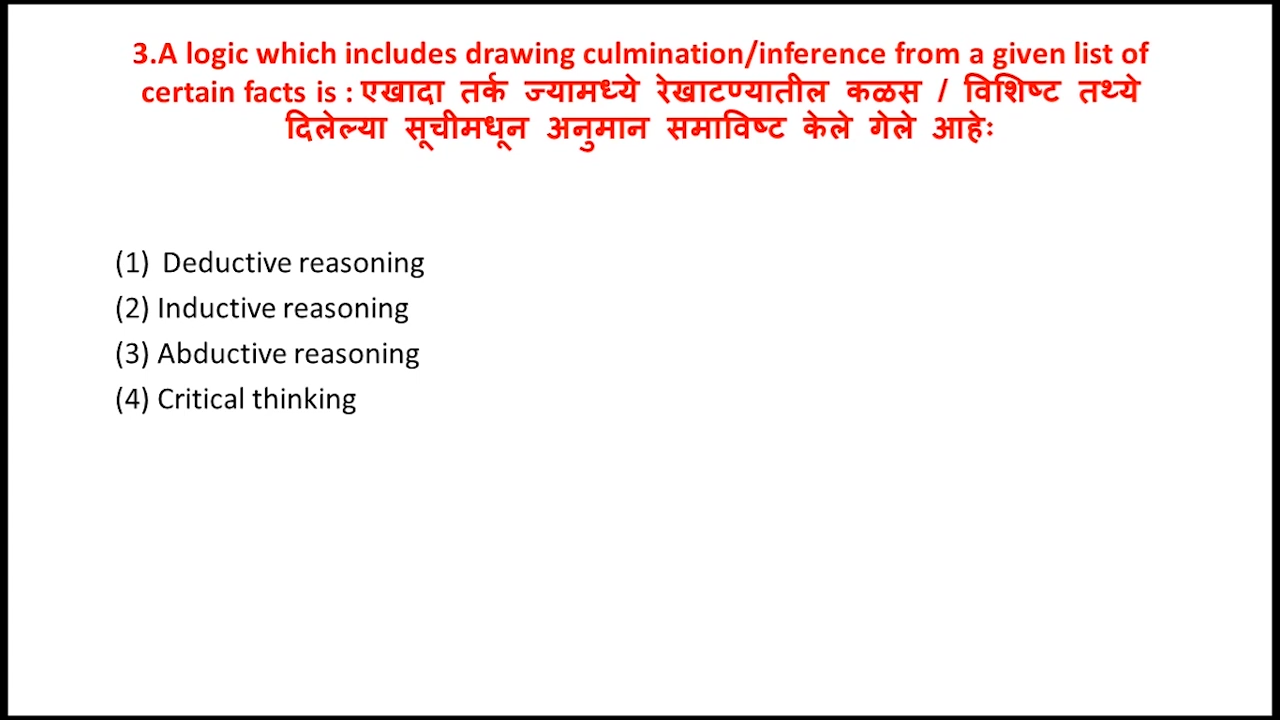 3.A logic which includes drawing culmination/inference from a given list of
certain facts is : एखादा तर्क ज्यामध्ये रेखाटण्यातील कळस / विशिष्ट तथ्ये
दिलेल्या सूचीमधून अनुमान समाविष्ट केले गेले आहेः
(1) Deductive reasoning
(2) Inductive reasoning
(3) Abductive reasoning
(4) Critical thinking